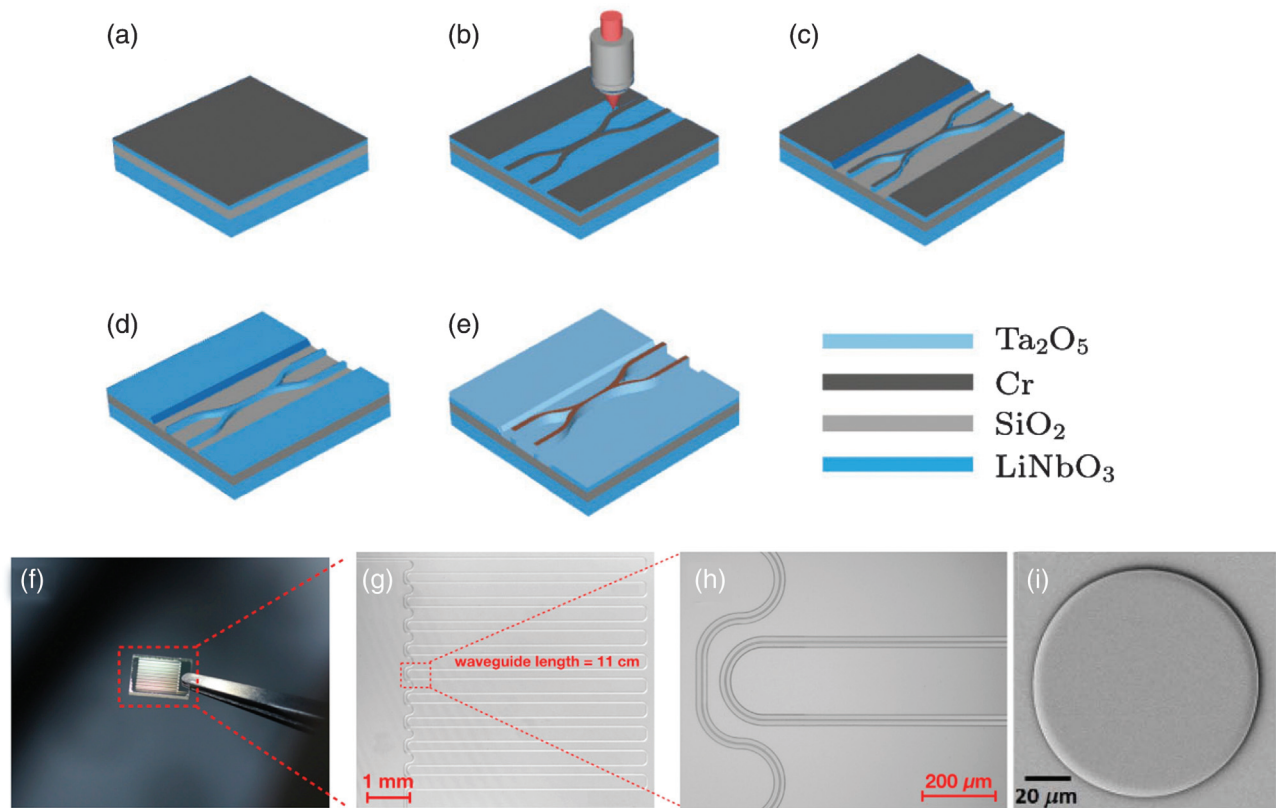 (a)
(b)
(c)
(d)
(e)
Ta₂O₅
Cr
SiO₂
LiNbO₃
(f)
(g)
waveguide length = 11 cm
1 mm
(h)
200 µm
(i)
20 µm